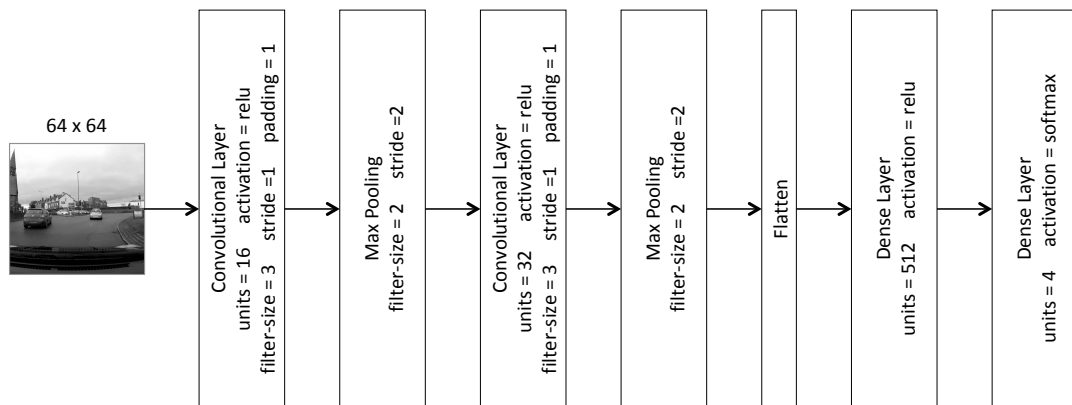 64 x 64
Convolutional Layer
units = 16 activation = relu
filter-size = 3 stride =1 padding = 1
Max Pooling
filter-size = 2 stride =2
Convolutional Layer
units = 32 activation = relu
filter-size = 3 stride =1 padding = 1
Max Pooling
filter-size = 2 stride =2
Flatten
Dense Layer
units = 512 activation = relu
Dense Layer
units = 4 activation = softmax